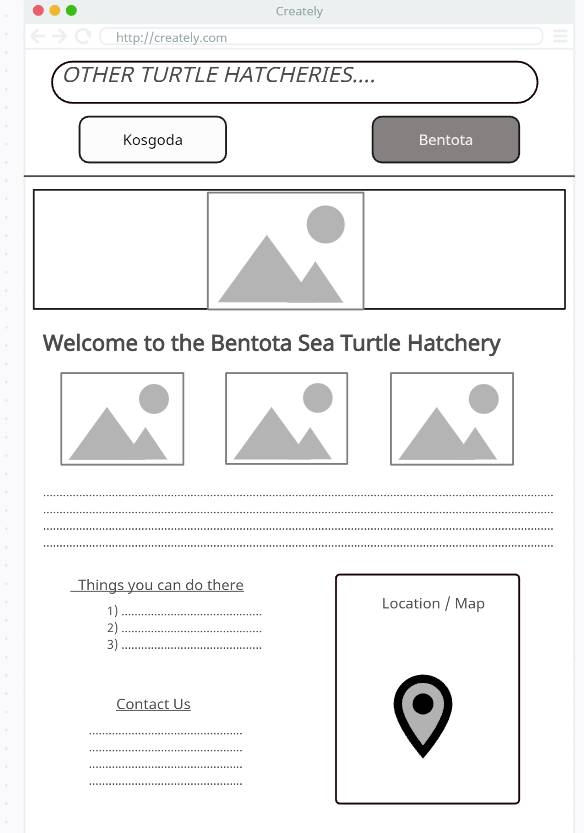 Creately
http://creately.com
OTHER TURTLE HATCHERIES....
Kosgoda
Bentota
Welcome to the Bentota Sea Turtle Hatchery
Things you can do there
1) ........................................
2) ........................................
3) ........................................
Location / Map
Contact Us